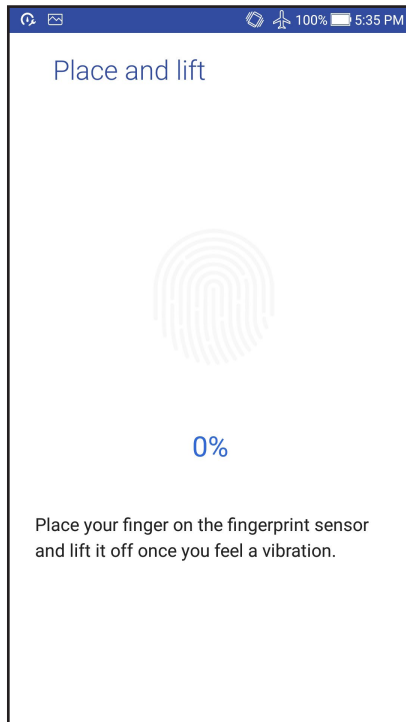 100% 5:35 PM
Place and lift
0%
Place your finger on the fingerprint sensor
and lift it off once you feel a vibration.